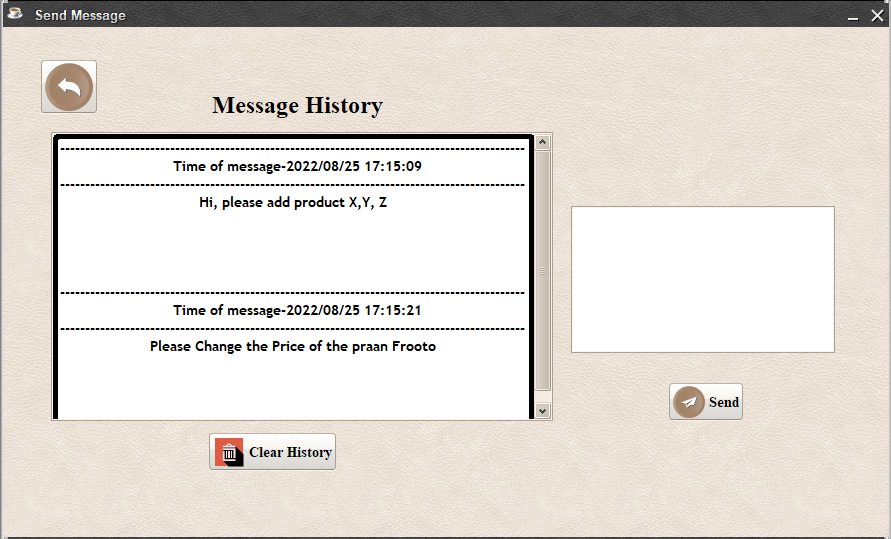 Send Message
Message History
--------------------------------------------------------------------------------------------
Time of message-2022/08/25 17:15:09
--------------------------------------------------------------------------------------------
Hi, please add product X,Y, Z
--------------------------------------------------------------------------------------------
Time of message-2022/08/25 17:15:21
--------------------------------------------------------------------------------------------
Please Change the Price of the praan Frooto
Send
Clear History